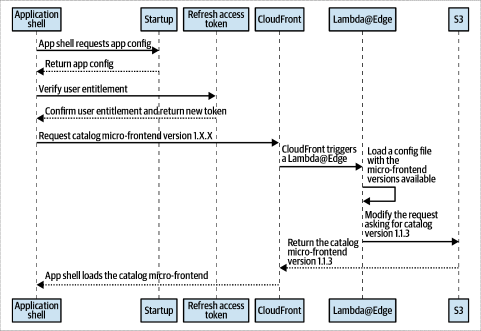 Application
shell
Startup
Refresh access
token
CloudFront
Lambda@Edge
S3
App shell requests app config
Return app config
Verify user entitlement
Confirm user entitlement and return new token
Request catalog micro-frontend version 1.X.X
CloudFront triggers
a Lambda@Edge
Load a config file
with the
micro-frontend
versions available
Modify the request
asking for catalog
version 1.1.3
Return the catalog
micro-frontend
version 1.1.3
App shell loads the catalog micro-frontend
Application
shell
Startup
Refresh access
token
CloudFront
Lambda@Edge
S3